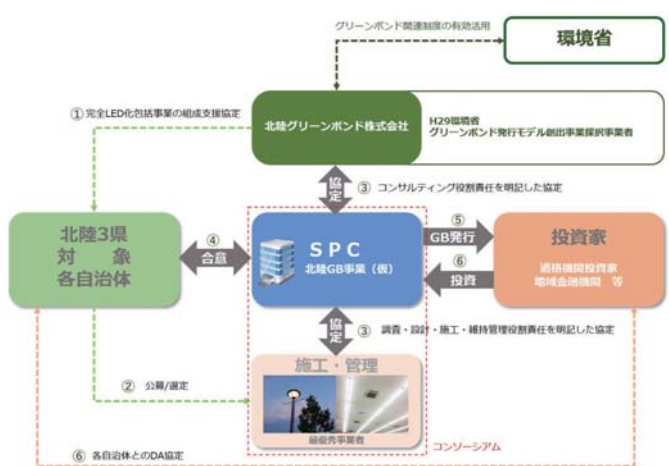 グリーンボンド関連制度の有効活用
環境省
① 完全LED化包括事業の組成支援協定
北陸グリーンボンド株式会社
H29環境省
グリーンボンド発行モデル創出事業採択事業者
協定
③ コンサルティング役割責任を明記した協定
北陸3県
対 象
各自治体
④
合意
SPC
北陸GB事業（仮）
⑤
GB発行
⑥
投資
投資家
適格機関投資家
地域金融機関 等
協定
③ 調査・設計・施工・維持管理役割責任を明記した協定
施工・管理
最優秀事業者
② 公募/選定
コンソーシアム
⑥ 各自治体とのDA協定